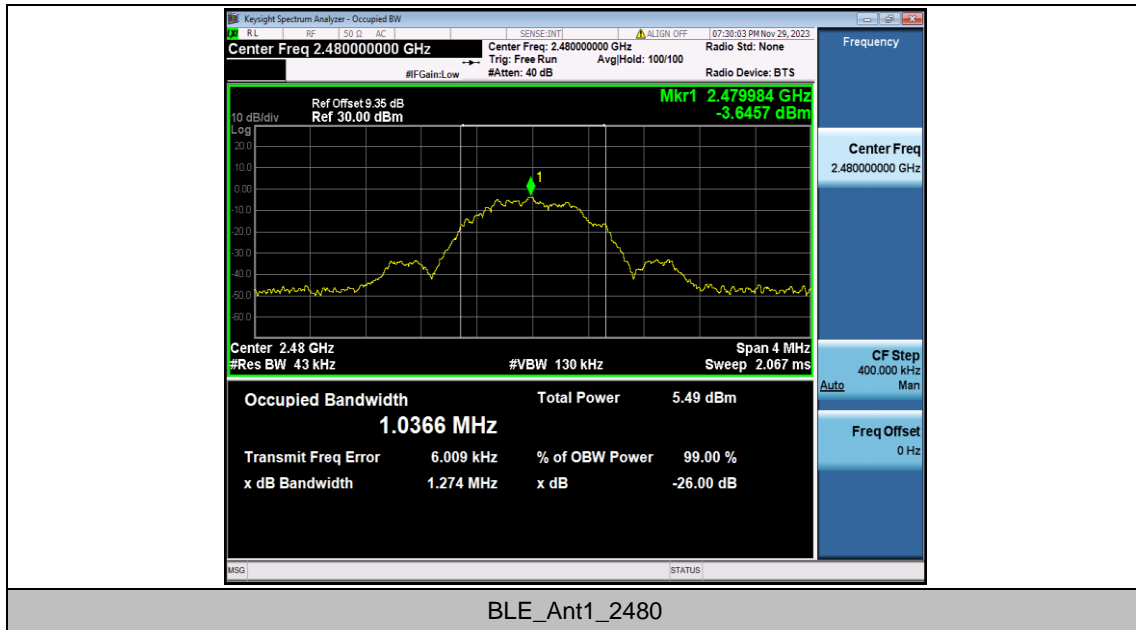 Keysight Spectrum Analyzer - Occupied BW
RL RF 50 Ω AC SENSE:INT ALIGN OFF 07:30:03 PM Nov 29, 2023
Center Freq 2.480000000 GHz
Center Freq: 2.480000000 GHz
Radio Std: None
Trig: Free Run Avg|Hold: 100/100
#IFGain:Low #Atten: 40 dB Radio Device: BTS
Mkr1 2.479984 GHz
-3.6457 dBm
Ref Offset 9.35 dB
10 dB/div Ref 30.00 dBm
Log
20.0
10.0
0.00
-10.0
-20.0
-30.0
-40.0
-50.0
-60.0
1
Center 2.48 GHz Span 4 MHz
#Res BW 43 kHz #VBW 130 kHz Sweep 2.067 ms
Occupied Bandwidth Total Power 5.49 dBm
1.0366 MHz
Transmit Freq Error 6.009 kHz % of OBW Power 99.00 %
x dB Bandwidth 1.274 MHz x dB -26.00 dB
MSG STATUS
Frequency
Center Freq
2.480000000 GHz
CF Step
400.000 kHz
Auto Man
Freq Offset
0 Hz
BLE_Ant1_2480